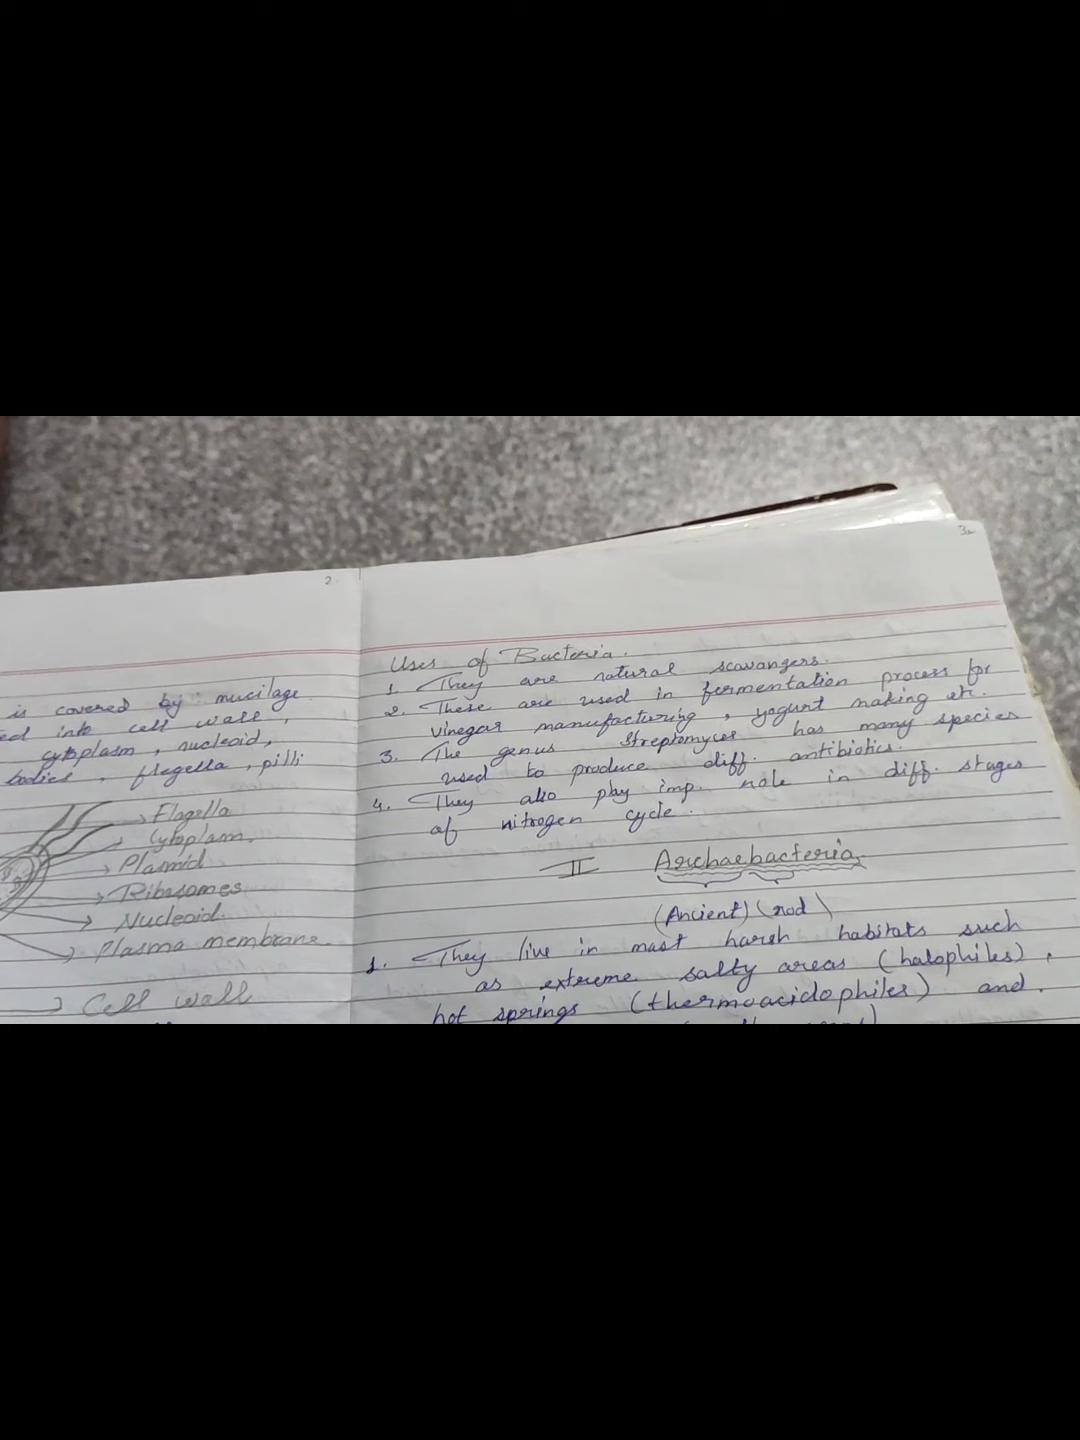 2
is covered by mucilage
ed into cell wall,
cytoplasm, nucleoid,
bodies, flagella, pilli
Flagella
Cytoplasm.
Plasmid
Ribosomes
Nucleoid.
Plasma membrane
Cell wall
3
Uses of Bacteria.
1. They are natural scavangers.
2. These are used in fermentation process for
vinegar manufacturing, yogurt making etc.
3. The genus Streptomyces has many species
used to produce diff. antibiotics.
4. They also play imp. role in diff. stages
of nitrogen cycle.
II Archaebacteria
(Ancient) (rod)
1. They live in most harsh habitats such
as extreme salty areas (halophiles),
hot springs (thermoacidophiles) and.